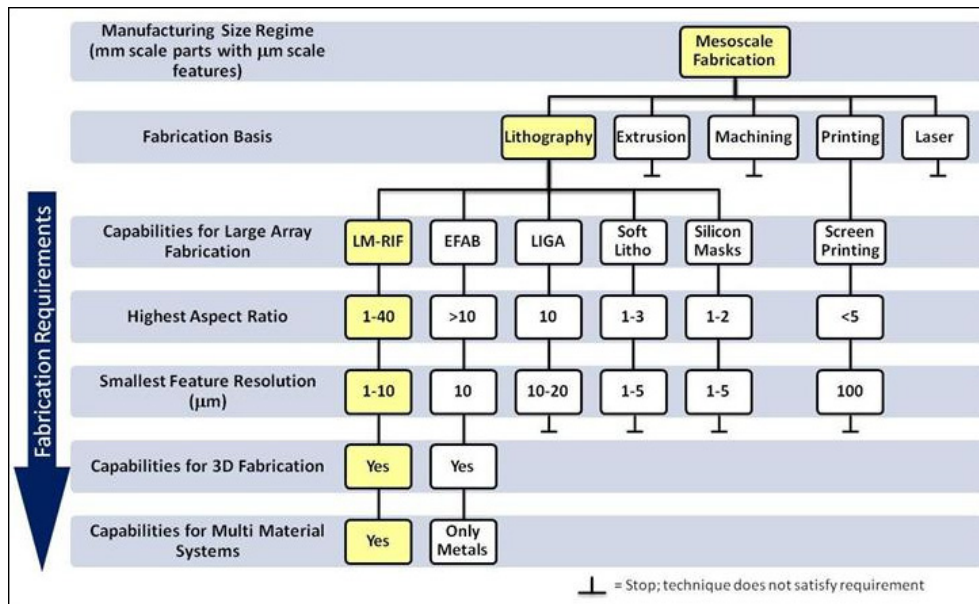 Manufacturing Size Regime
(mm scale parts with μm scale
features)
Mesoscale
Fabrication
Fabrication Basis
Lithography
Extrusion
Machining
Printing
Laser
Fabrication Requirements
Capabilities for Large Array
Fabrication
LM-RIF
EFAB
LIGA
Soft
Litho
Silicon
Masks
Screen
Printing
Highest Aspect Ratio
1-40
>10
10
1-3
1-2
<5
Smallest Feature Resolution
(μm)
1-10
10
10-20
1-5
1-5
100
Capabilities for 3D Fabrication
Yes
Yes
Capabilities for Multi Material
Systems
Yes
Only
Metals
= Stop; technique does not satisfy requirement